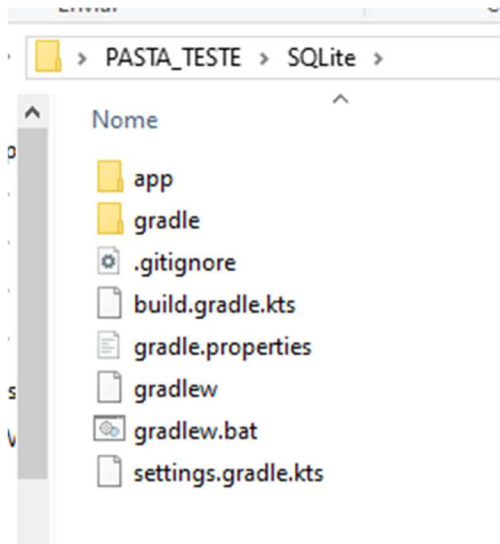 PASTA_TESTE > SQLite >
Nome
app
gradle
.gitignore
build.gradle.kts
gradle.properties
gradlew
gradlew.bat
settings.gradle.kts